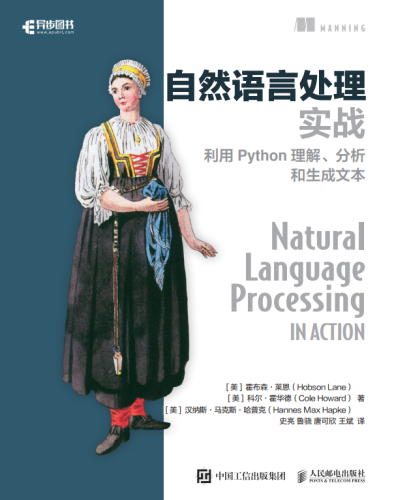 异步图书
www.epubit.com
MANNING
自然语言处理
实战
利用 Python 理解、分析
和生成文本
Natural
Language
Processing
IN ACTION
[美] 霍布森·莱恩（Hobson Lane）
[美] 科尔·霍华德（Cole Howard） 著
[美] 汉纳斯·马克斯·哈普克（Hannes Max Hapke）
史亮 鲁骁 唐可欣 王斌 译
中国工信出版集团
人民邮电出版社
POSTS & TELECOM PRESS